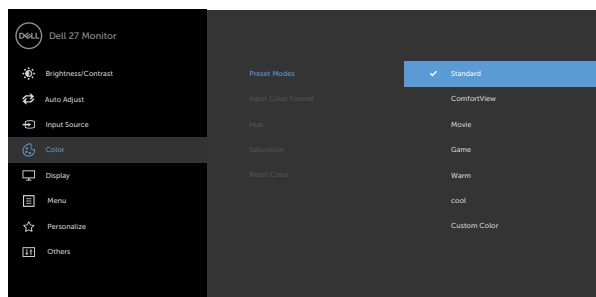 DELL Dell 27 Monitor
Brightness/Contrast
Auto Adjust
Input Source
Color
Display
Menu
Personalize
Others
Preset Modes
Input Color Format
Hue
Saturation
Reset Color
Standard
ComfortView
Movie
Game
Warm
cool
Custom Color